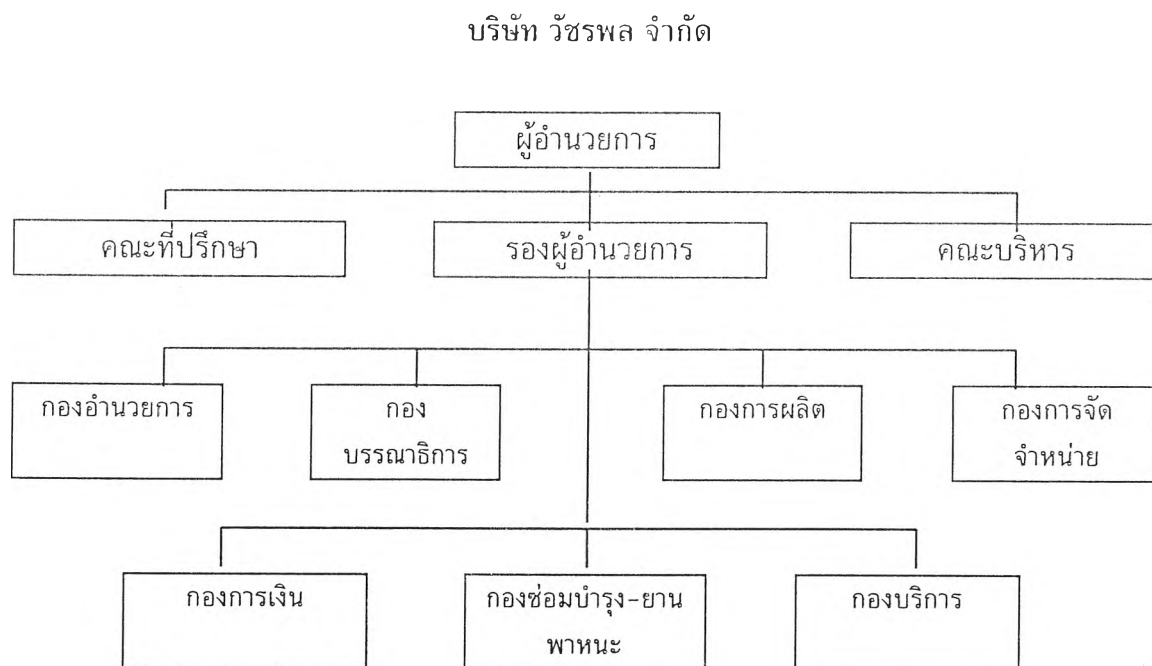 บริษัท วัชรพล จำกัด
ผู้อำนวยการ
คณะที่ปรึกษา
รองผู้อำนวยการ
คณะบริหาร
กองอำนวยการ
กอง
บรรณาธิการ
กองการผลิต
กองการจัด
จำหน่าย
กองการเงิน
กองซ่อมบำรุง-ยาน
พาหนะ
กองบริการ